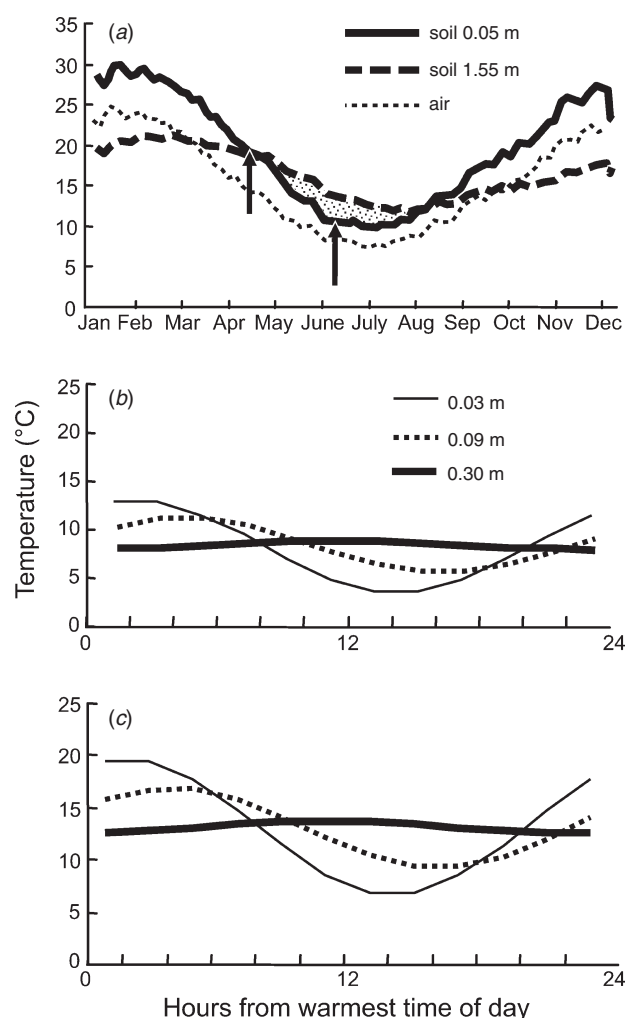 35
(a)
soil 0.05 m
30
soil 1.55 m
25
air
20
15
10
5
0
Jan Feb Mar Apr May June July Aug Sep Oct Nov Dec
Temperature (°C)
25
(b)
0.03 m
20
0.09 m
15
0.30 m
10
5
0
0 12 24
25
(c)
20
15
10
5
0
0 12 24
Hours from warmest time of day